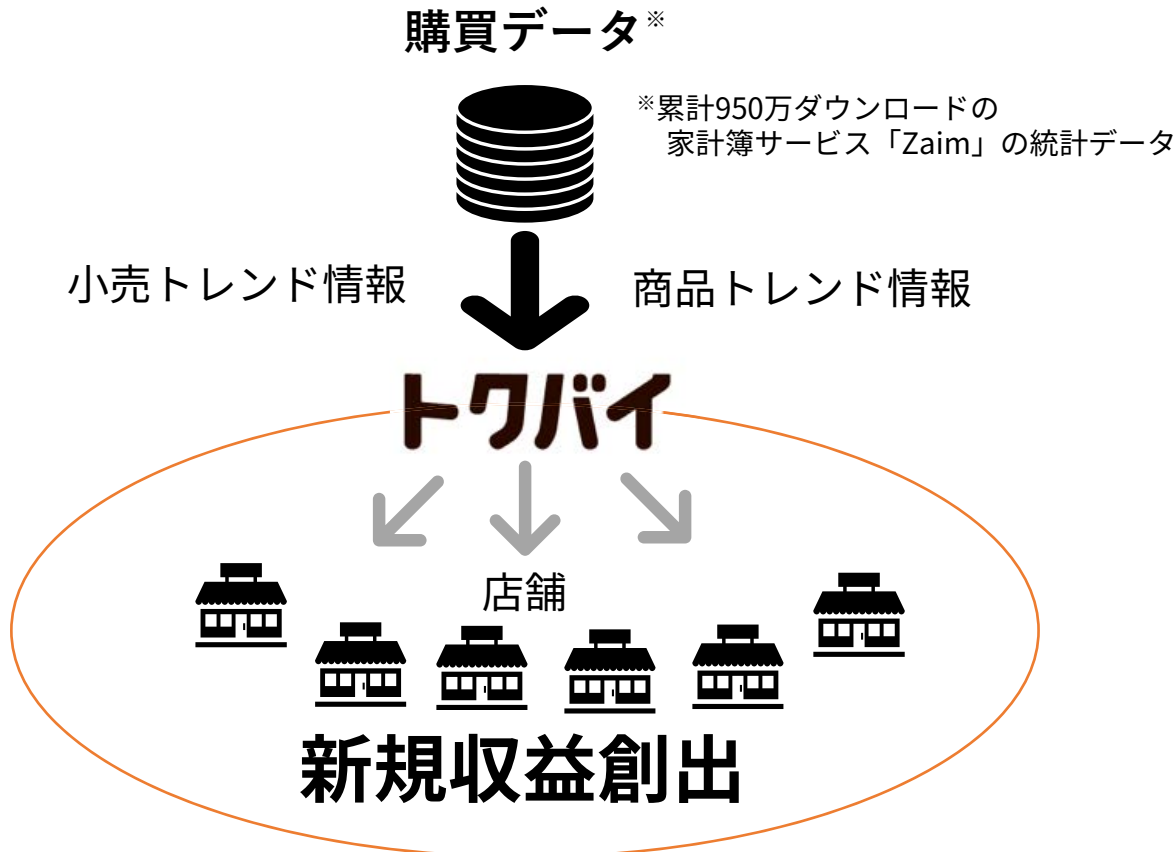 購買データ※
※累計950万ダウンロードの
家計簿サービス「Zaim」の統計データ
小売トレンド情報
商品トレンド情報
トクバイ
店舗
新規収益創出